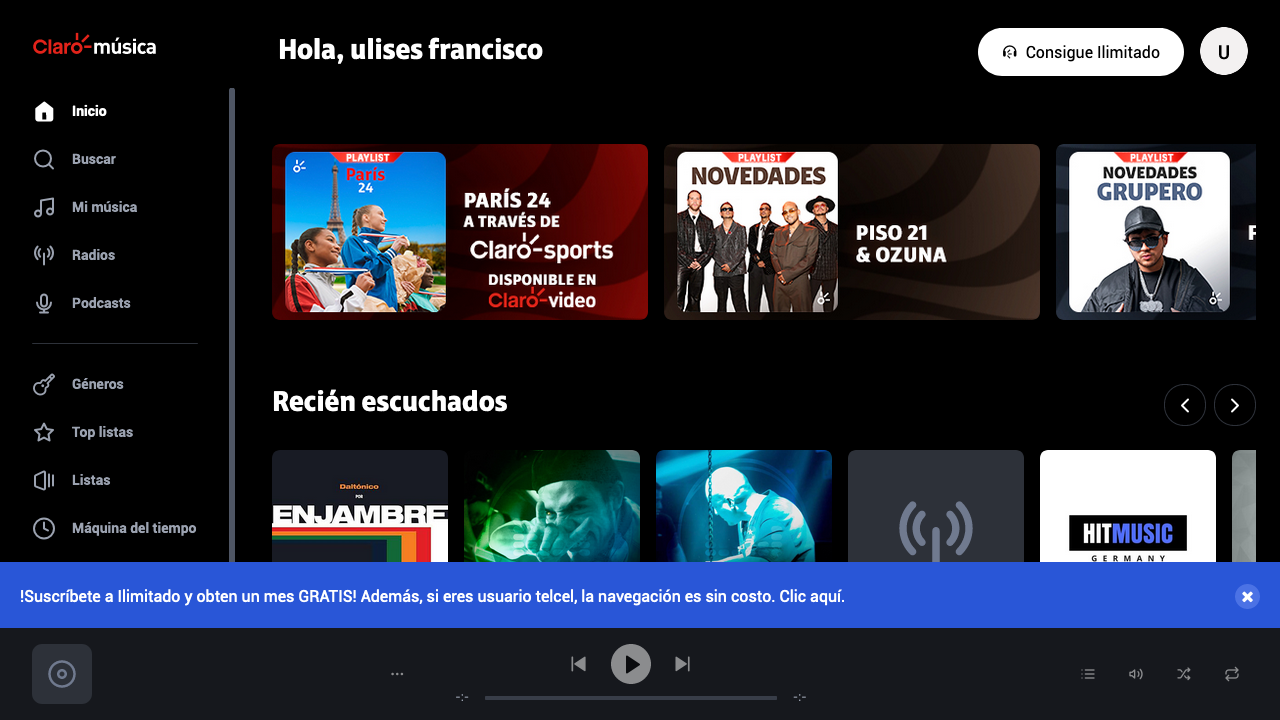 Claro música
Hola, ulises francisco
Consigue Ilimitado
U
Inicio
Buscar
Mi música
Radios
Podcasts
Géneros
Top listas
Listas
Máquina del tiempo
PLAYLIST
París
24
PARÍS 24
A TRAVÉS DE
Claro-sports
DISPONIBLE EN
Claro-video
PLAYLIST
NOVEDADES
PISO 21
& OZUNA
PLAYLIST
NOVEDADES
GRUPERO
Recién escuchados
Daltónico
POR
ENJAMBRE
HITMUSIC
GERMANY
!Suscríbete a Ilimitado y obten un mes GRATIS! Además, si eres usuario telcel, la navegación es sin costo. Clic aquí.
-:-
-:-